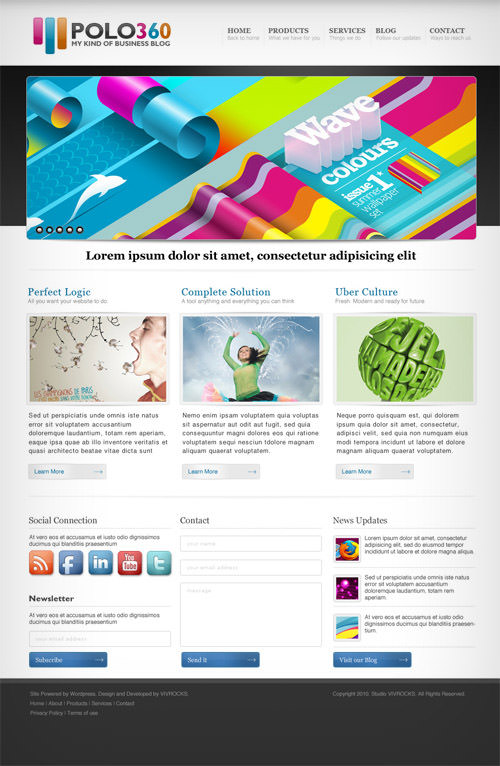 POLO360
MY KIND OF BUSINESS BLOG
HOME
Back to home
PRODUCTS
What we have for you
SERVICES
Things we do
BLOG
Follow our updates
CONTACT
Ways to reach us
Wave
colours
issue 1*
summer
wallpaper
set
Lorem ipsum dolor sit amet, consectetur adipisicing elit
Perfect Logic
All you want your website to do.
Complete Solution
A tool anything and everything you can think
Uber Culture
Fresh. Modern and ready for future.
LES CHAMPIGNONS DE PARIS
Sed ut perspiciatis unde omnis iste natus
error sit voluptatem accusantium
doloremque laudantium, totam rem aperiam,
eaque ipsa quae ab illo inventore veritatis et
quasi architecto beatae vitae dicta sunt
Learn More
Nemo enim ipsam voluptatem quia voluptas
sit aspernatur aut odit aut fugit, sed quia
consequuntur magni dolores eos qui ratione
voluptatem sequi nesciun tdolore magnam
aliquam quaerat voluptatem.
Learn More
Neque porro quisquam est, qui dolorem
ipsum quia dolor sit amet, consectetur,
adipisci velit, sed quia non numquam eius
modi tempora incidunt ut labore et dolore
magnam aliquam quaerat voluptatem.
Learn More
Social Connection
At vero eos et accusamus et iusto odio dignissimos
ducimus qui blanditiis praesentium
f
in
You
Tube
t
Newsletter
At vero eos et accusamus et iusto odio dignissimos
ducimus qui blanditiis praesentium
your email address
Subscribe
Contact
your name
your email address
message
Send it
News Updates
Lorem ipsum dolor sit amet, consectetur
adipisicing elit, sed do eiusmod tempor
incididunt ut labore et dolore magna aliqua.
Sed ut perspiciatis unde omnis iste natus
error sit voluptatem accusantium
doloremque laudantium, totam rem
aperiam.
At vero eos et accusamus et iusto odio
dignissimos ducimus qui blanditiis praesentium
Visit our Blog
Site Powered by Wordpress. Design and Developed by VIVROCKS.
Home | About | Products | Services | Contact
Privacy Policy | Terms of use
Copyright 2010. Studio VIVROCKS. All Rights Reserved.